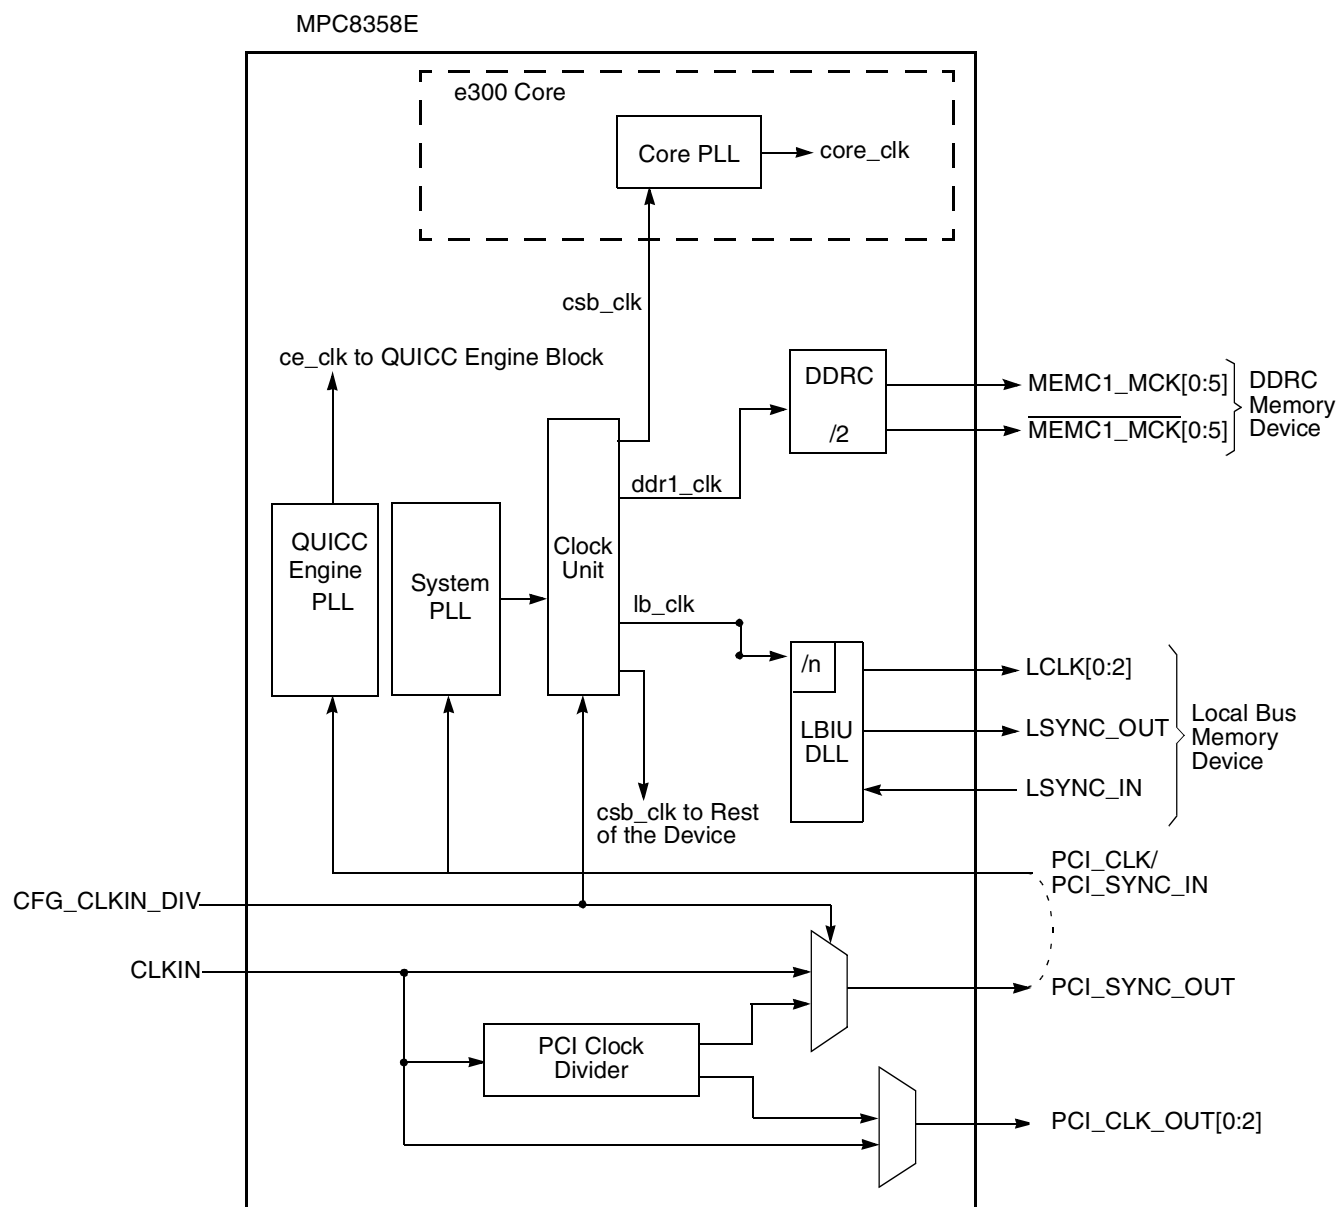 MPC8358E
e300 Core
Core PLL
core_clk
csb_clk
ce_clk to QUICC Engine Block
DDRC
/2
MEMC1_MCK[0:5]
MEMC1_MCK[0:5]
DDRC
Memory
Device
ddr1_clk
QUICC
Engine
PLL
System
PLL
Clock
Unit
lb_clk
/n
LBIU
DLL
LCLK[0:2]
LSYNC_OUT
LSYNC_IN
Local Bus
Memory
Device
csb_clk to Rest
of the Device
PCI_CLK/
PCI_SYNC_IN
CFG_CLKIN_DIV
CLKIN
PCI_SYNC_OUT
PCI Clock
Divider
PCI_CLK_OUT[0:2]